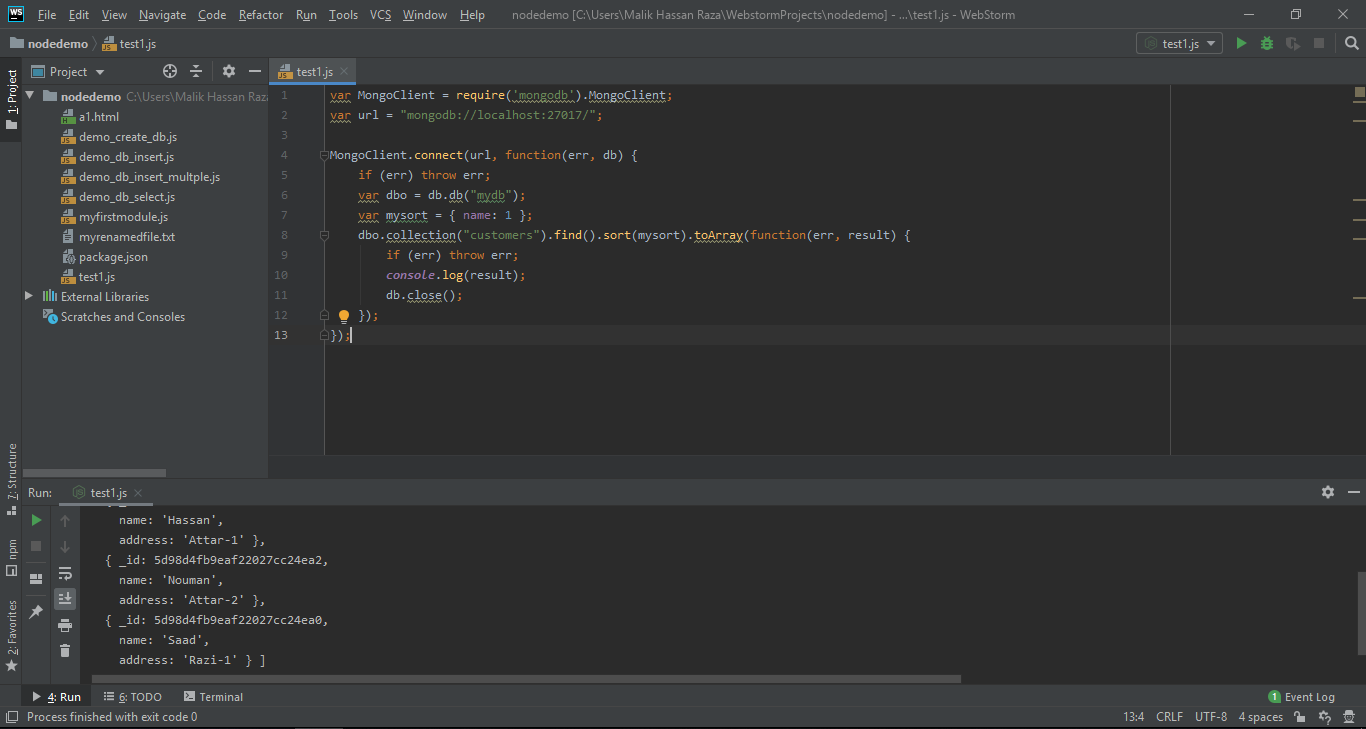 WS File Edit View Navigate Code Refactor Run Tools VCS Window Help nodedemo [C:\Users\Malik Hassan Raza\WebstormProjects\nodedemo] - ...\test1.js - WebStorm
nodedemo test1.js test1.js
1: Project
Project
test1.js
nodedemo C:\Users\Malik Hassan Raza
a1.html
demo_create_db.js
demo_db_insert.js
demo_db_insert_multple.js
demo_db_select.js
myfirstmodule.js
myrenamedfile.txt
package.json
test1.js
External Libraries
Scratches and Consoles
1 var MongoClient = require('mongodb').MongoClient;
2 var url = "mongodb://localhost:27017/";
3
4 MongoClient.connect(url, function(err, db) {
5 if (err) throw err;
6 var dbo = db.db("mydb");
7 var mysort = { name: 1 };
8 dbo.collection("customers").find().sort(mysort).toArray(function(err, result) {
9 if (err) throw err;
10 console.log(result);
11 db.close();
12 });
13 });
7: Structure
npm
2: Favorites
Run: test1.js
name: 'Hassan',
address: 'Attar-1' },
{ _id: 5d98d4fb9eaf22027cc24ea2,
name: 'Nouman',
address: 'Attar-2' },
{ _id: 5d98d4fb9eaf22027cc24ea0,
name: 'Saad',
address: 'Razi-1' } ]
4: Run 6: TODO Terminal 1 Event Log
Process finished with exit code 0 13:4 CRLF UTF-8 4 spaces